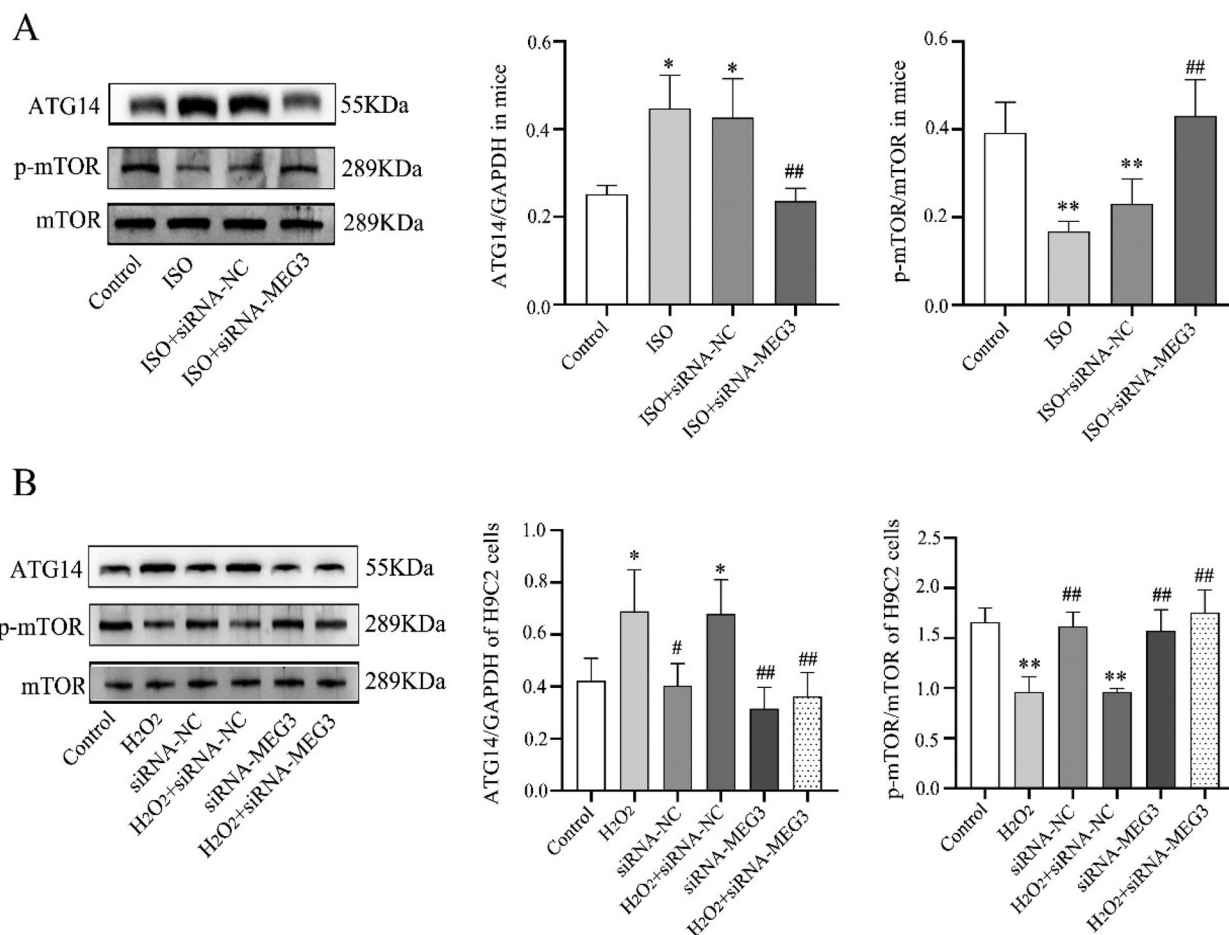 A
ATG14
55KDa
p-mTOR
289KDa
mTOR
289KDa
Control
ISO
ISO+siRNA-NC
ISO+siRNA-MEG3
ATG14/GAPDH in mice
0.6
0.4
0.2
0.0
*
*
##
Control
ISO
ISO+siRNA-NC
ISO+siRNA-MEG3
p-mTOR/mTOR in mice
0.6
0.4
0.2
0.0
**
**
##
Control
ISO
ISO+siRNA-NC
ISO+siRNA-MEG3
B
ATG14
55KDa
p-mTOR
289KDa
mTOR
289KDa
Control
H2O2
siRNA-NC
H2O2+siRNA-NC
siRNA-MEG3
H2O2+siRNA-MEG3
ATG14/GAPDH of H9C2 cells
1.0
0.8
0.6
0.4
0.2
0.0
*
#
*
##
##
Control
H2O2
siRNA-NC
H2O2+siRNA-NC
siRNA-MEG3
H2O2+siRNA-MEG3
p-mTOR/mTOR of H9C2 cells
2.5
2.0
1.5
1.0
0.5
0.0
**
##
**
##
##
Control
H2O2
siRNA-NC
H2O2+siRNA-NC
siRNA-MEG3
H2O2+siRNA-MEG3